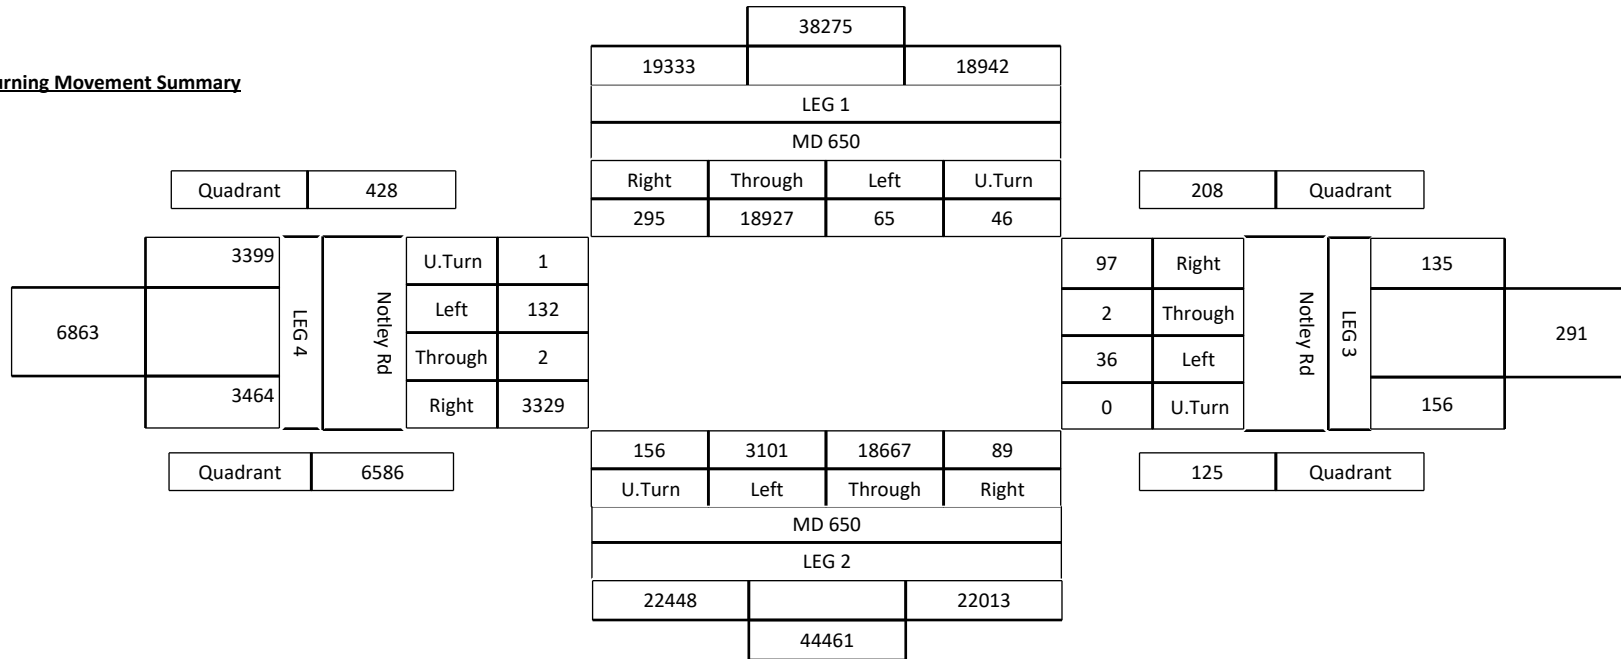 38275
19333 18942
urning Movement Summary
LEG 1
MD 650
Quadrant 428
Right Through Left U.Turn
208 Quadrant
295 18927 65 46
3399 U.Turn 1 97 Right 135
6863 LEG 4 Notley Rd Left 132 2 Through Notley Rd LEG 3 291
Through 2 36 Left
3464 Right 3329 0 U.Turn 156
156 3101 18667 89
Quadrant 6586 125 Quadrant
U.Turn Left Through Right
MD 650
LEG 2
22448 22013
44461